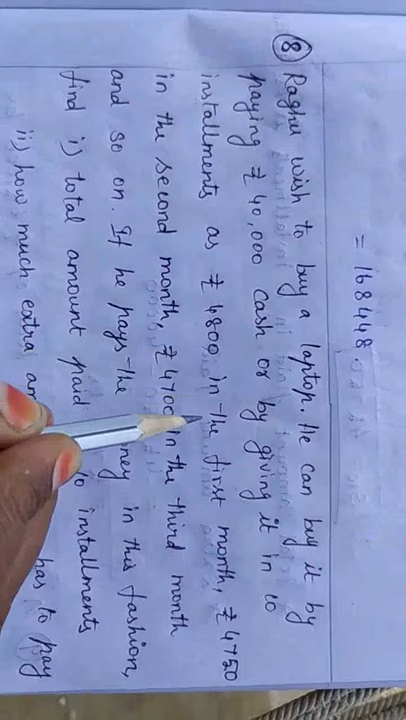 = 168448.
⑧ Raghu wish to buy a laptop. He can buy it by
paying ₹40,000 cash or by giving it in 10
installments as ₹4800 in the first month, ₹4750
in the second month, ₹4700 in the third month
and so on. If he pays the in this fashion,
find i) total amount paid installments
ii) how much extra has to pay